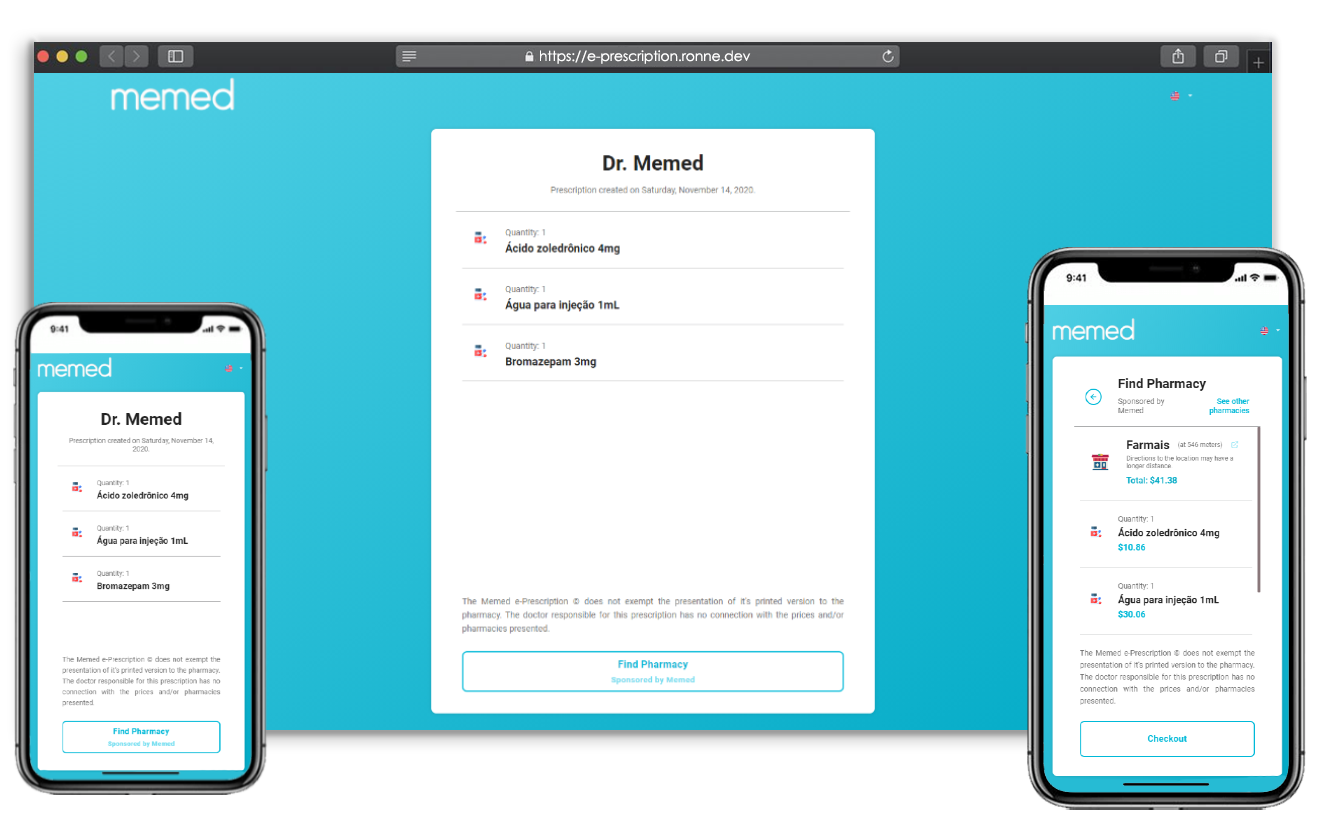 https://e-prescription.ronne.dev
memed
Dr. Memed
Prescription created on Saturday, November 14, 2020.
Quantity: 1
Ácido zoledrônico 4mg
Quantity: 1
Água para injeção 1mL
Quantity: 1
Bromazepam 3mg
The Memed e-Prescription © does not exempt the presentation of it's printed version to the
pharmacy. The doctor responsible for this prescription has no connection with the prices and/or
pharmacies presented.
Find Pharmacy
Sponsored by Memed
9:41
memed
Dr. Memed
Prescription created on Saturday, November 14,
2020.
Quantity: 1
Ácido zoledrônico 4mg
Quantity: 1
Água para injeção 1mL
Quantity: 1
Bromazepam 3mg
The Memed e-Prescription © does not exempt the
presentation of it's printed version to the pharmacy.
The doctor responsible for this prescription has no
connection with the prices and/or pharmacies
presented.
Find Pharmacy
Sponsored by Memed
9:41
memed
Find Pharmacy
Sponsored by
Memed
See other
pharmacies
Farmais (at 546 meters)
Directions to the location may have a
longer distance.
Total: $41.38
Quantity: 1
Ácido zoledrônico 4mg
$10.86
Quantity: 1
Água para injeção 1mL
$30.06
The Memed e-Prescription © does not exempt the
presentation of it's printed version to the pharmacy.
The doctor responsible for this prescription has no
connection with the prices and/or pharmacies
presented.
Checkout